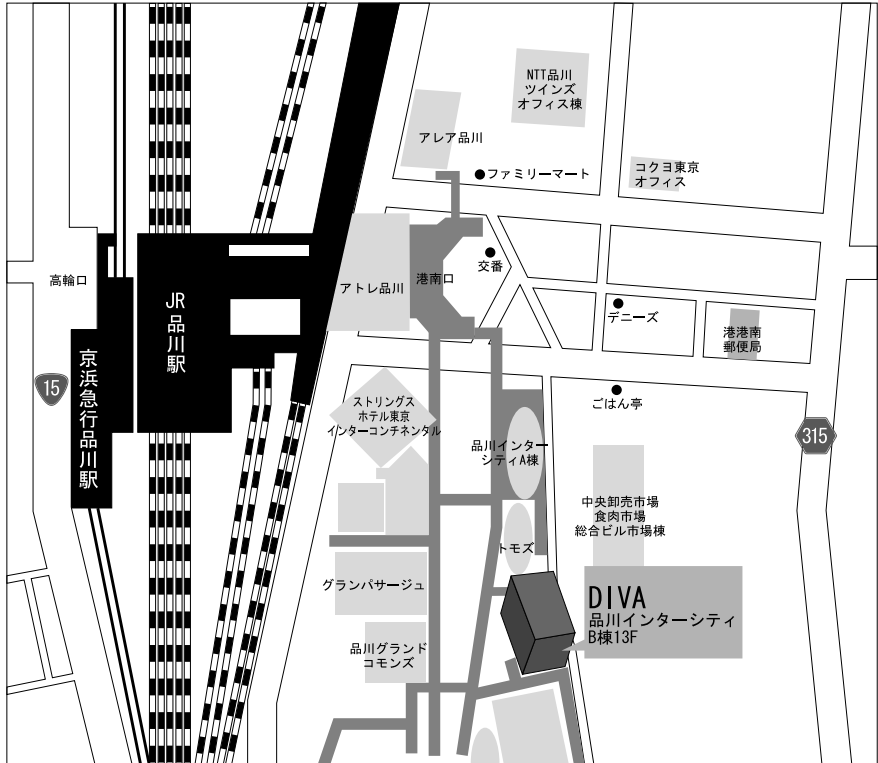 NTT品川
ツインズ
オフィス棟
アレア品川
ファミリーマート
コクヨ東京
オフィス
高輪口
JR
品川駅
アトレ品川
港南口
交番
デニーズ
港港南
郵便局
京浜急行品川駅
15
ストリングス
ホテル東京
インターコンチネンタル
ごはん亭
315
品川インター
シティA棟
中央卸売市場
食肉市場
総合ビル市場棟
トモズ
グランパサージュ
DIVA
品川インターシティ
B棟13F
品川グランド
コモンズ